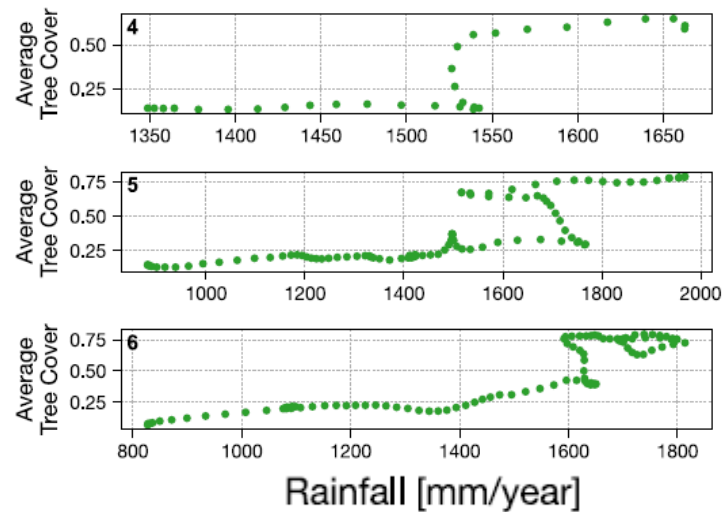 Average
Tree Cover
4
0.50
0.25
1350 1400 1450 1500 1550 1600 1650
Average
Tree Cover
5
0.75
0.50
0.25
1000 1200 1400 1600 1800 2000
Average
Tree Cover
6
0.75
0.50
0.25
800 1000 1200 1400 1600 1800
Rainfall [mm/year]